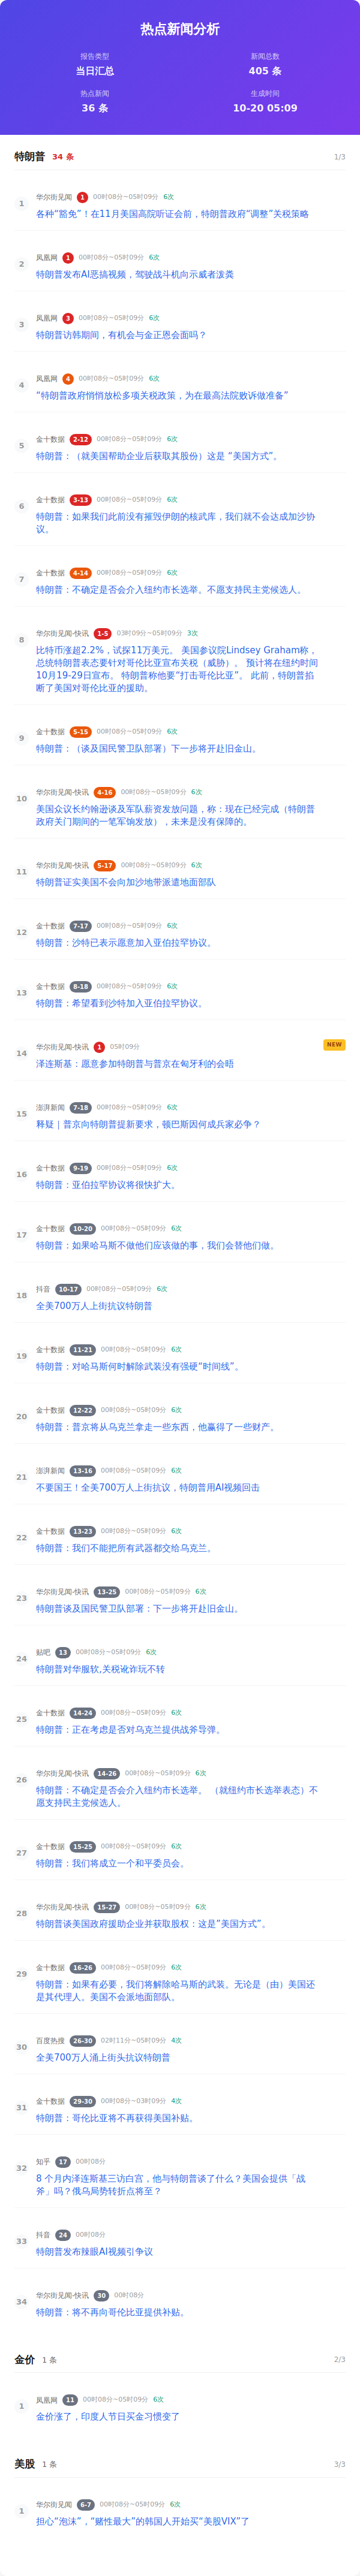 热点新闻分析
报告类型
新闻总数
当日汇总
405 条
热点新闻
生成时间
36 条
10-20 05:09
特朗普 34 条 1/3
1
华尔街见闻 1 00时08分~05时09分 6次
各种“豁免”！在11月美国高院听证会前，特朗普政府“调整”关税策略
2
凤凰网 1 00时08分~05时09分 6次
特朗普发布AI恶搞视频，驾驶战斗机向示威者泼粪
3
凤凰网 3 00时08分~05时09分 6次
特朗普访韩期间，有机会与金正恩会面吗？
4
凤凰网 4 00时08分~05时09分 6次
“特朗普政府悄悄放松多项关税政策，为在最高法院败诉做准备”
5
金十数据 2-12 00时08分~05时09分 6次
特朗普：（就美国帮助企业后获取其股份）这是 “美国方式”。
6
金十数据 3-13 00时08分~05时09分 6次
特朗普：如果我们此前没有摧毁伊朗的核武库，我们就不会达成加沙协
议。
7
金十数据 4-14 00时08分~05时09分 6次
特朗普：不确定是否会介入纽约市长选举。不愿支持民主党候选人。
8
华尔街见闻-快讯 1-5 03时09分~05时09分 3次
比特币涨超2.2%，试探11万美元。 美国参议院Lindsey Graham称，
总统特朗普表态要针对哥伦比亚宣布关税（威胁）。 预计将在纽约时间
10月19-29日宣布。 特朗普称他要“打击哥伦比亚”。 此前，特朗普掐
断了美国对哥伦比亚的援助。
9
金十数据 5-15 00时08分~05时09分 6次
特朗普：（谈及国民警卫队部署）下一步将开赴旧金山。
10
华尔街见闻-快讯 4-16 00时08分~05时09分 6次
美国众议长约翰逊谈及军队薪资发放问题，称：现在已经完成（特朗普
政府关门期间的一笔军饷发放），未来是没有保障的。
11
华尔街见闻-快讯 5-17 00时08分~05时09分 6次
特朗普证实美国不会向加沙地带派遣地面部队
12
金十数据 7-17 00时08分~05时09分 6次
特朗普：沙特已表示愿意加入亚伯拉罕协议。
13
金十数据 8-18 00时08分~05时09分 6次
特朗普：希望看到沙特加入亚伯拉罕协议。
14
华尔街见闻-快讯 1 05时09分
NEW
泽连斯基：愿意参加特朗普与普京在匈牙利的会晤
15
澎湃新闻 7-18 00时08分~05时09分 6次
释疑｜普京向特朗普提新要求，顿巴斯因何成兵家必争？
16
金十数据 9-19 00时08分~05时09分 6次
特朗普：亚伯拉罕协议将很快扩大。
17
金十数据 10-20 00时08分~05时09分 6次
特朗普：如果哈马斯不做他们应该做的事，我们会替他们做。
18
抖音 10-17 00时08分~05时09分 6次
全美700万人上街抗议特朗普
19
金十数据 11-21 00时08分~05时09分 6次
特朗普：对哈马斯何时解除武装没有强硬“时间线”。
20
金十数据 12-22 00时08分~05时09分 6次
特朗普：普京将从乌克兰拿走一些东西，他赢得了一些财产。
21
澎湃新闻 13-16 00时08分~05时09分 6次
不要国王！全美700万人上街抗议，特朗普用AI视频回击
22
金十数据 13-23 00时08分~05时09分 6次
特朗普：我们不能把所有武器都交给乌克兰。
23
华尔街见闻-快讯 13-25 00时08分~05时09分 6次
特朗普谈及国民警卫队部署：下一步将开赴旧金山。
24
贴吧 13 00时08分~05时09分 6次
特朗普对华服软,关税讹诈玩不转
25
金十数据 14-24 00时08分~05时09分 6次
特朗普：正在考虑是否对乌克兰提供战斧导弹。
26
华尔街见闻-快讯 14-26 00时08分~05时09分 6次
特朗普：不确定是否会介入纽约市长选举。 （就纽约市长选举表态）不
愿支持民主党候选人。
27
金十数据 15-25 00时08分~05时09分 6次
特朗普：我们将成立一个和平委员会。
28
华尔街见闻-快讯 15-27 00时08分~05时09分 6次
特朗普谈美国政府援助企业并获取股权：这是”美国方式”。
29
金十数据 16-26 00时08分~05时09分 6次
特朗普：如果有必要，我们将解除哈马斯的武装。无论是（由）美国还
是其代理人。美国不会派地面部队。
30
百度热搜 26-30 02时11分~05时09分 4次
全美700万人涌上街头抗议特朗普
31
金十数据 29-30 00时08分~03时09分 4次
特朗普：哥伦比亚将不再获得美国补贴。
32
知乎 17 00时08分
8 个月内泽连斯基三访白宫，他与特朗普谈了什么？美国会提供「战
斧」吗？俄乌局势转折点将至？
33
抖音 24 00时08分
特朗普发布辣眼AI视频引争议
34
华尔街见闻-快讯 30 00时08分
特朗普：将不再向哥伦比亚提供补贴。
金价 1 条 2/3
1
凤凰网 11 00时08分~05时09分 6次
金价涨了，印度人节日买金习惯变了
美股 1 条 3/3
1
华尔街见闻 6-7 00时08分~05时09分 6次
担心“泡沫”，“赌性最大”的韩国人开始买“美股VIX”了